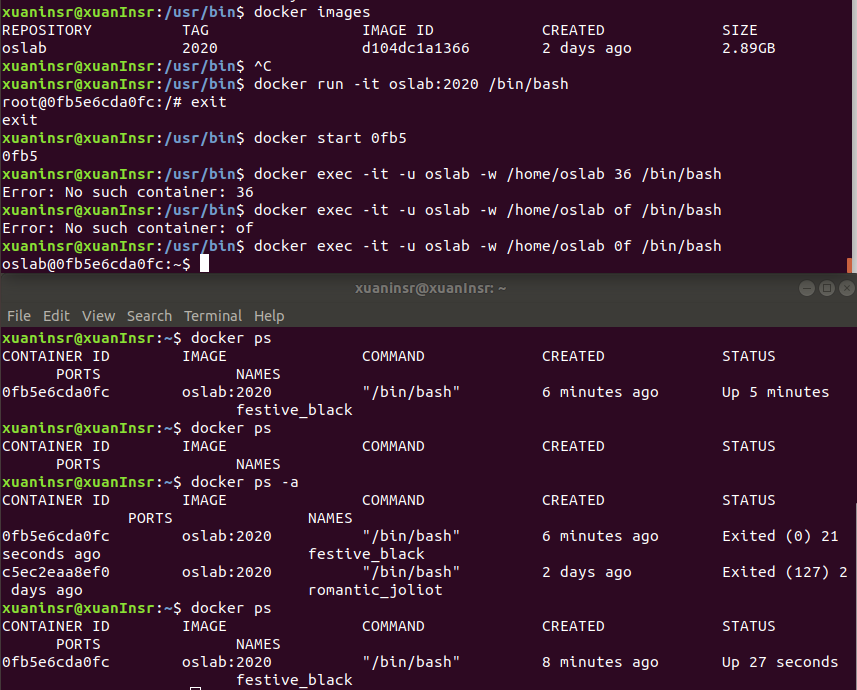 xuaninsr@xuanInsr:/usr/bin$ docker images
REPOSITORY TAG IMAGE ID CREATED SIZE
oslab 2020 d104dc1a1366 2 days ago 2.89GB
xuaninsr@xuanInsr:/usr/bin$ ^C
xuaninsr@xuanInsr:/usr/bin$ docker run -it oslab:2020 /bin/bash
root@0fb5e6cda0fc:/# exit
exit
xuaninsr@xuanInsr:/usr/bin$ docker start 0fb5
0fb5
xuaninsr@xuanInsr:/usr/bin$ docker exec -it -u oslab -w /home/oslab 36 /bin/bash
Error: No such container: 36
xuaninsr@xuanInsr:/usr/bin$ docker exec -it -u oslab -w /home/oslab of /bin/bash
Error: No such container: of
xuaninsr@xuanInsr:/usr/bin$ docker exec -it -u oslab -w /home/oslab 0f /bin/bash
oslab@0fb5e6cda0fc:~$
xuaninsr@xuanInsr: ~
File Edit View Search Terminal Help
xuaninsr@xuanInsr:~$ docker ps
CONTAINER ID IMAGE COMMAND CREATED STATUS
PORTS NAMES
0fb5e6cda0fc oslab:2020 "/bin/bash" 6 minutes ago Up 5 minutes
festive_black
xuaninsr@xuanInsr:~$ docker ps
CONTAINER ID IMAGE COMMAND CREATED STATUS
PORTS NAMES
xuaninsr@xuanInsr:~$ docker ps -a
CONTAINER ID IMAGE COMMAND CREATED STATUS
PORTS NAMES
0fb5e6cda0fc oslab:2020 "/bin/bash" 6 minutes ago Exited (0) 21
seconds ago festive_black
c5ec2eaa8ef0 oslab:2020 "/bin/bash" 2 days ago Exited (127) 2
days ago romantic_joliot
xuaninsr@xuanInsr:~$ docker ps
CONTAINER ID IMAGE COMMAND CREATED STATUS
PORTS NAMES
0fb5e6cda0fc oslab:2020 "/bin/bash" 8 minutes ago Up 27 seconds
festive_black